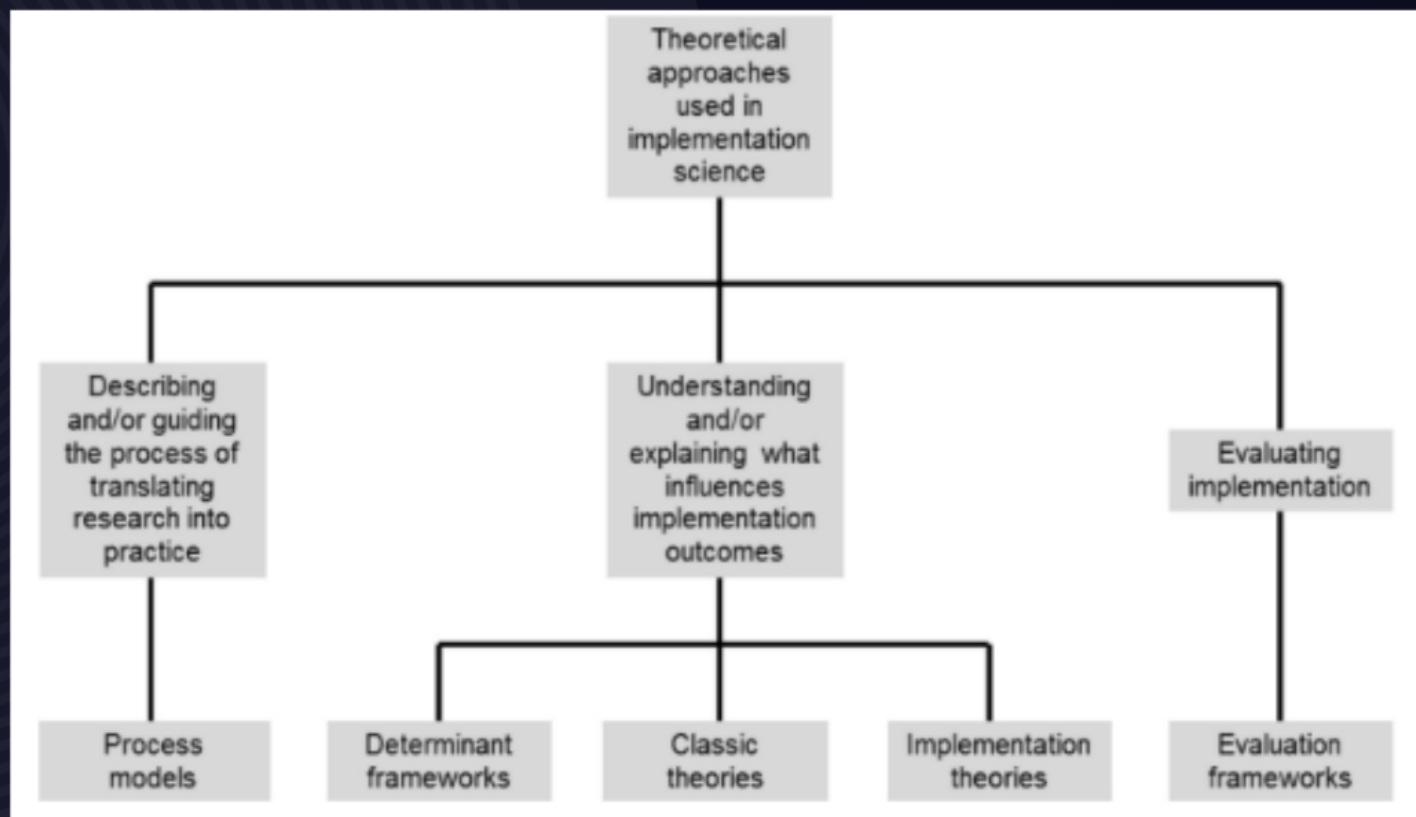 Theoretical
approaches
used in
implementation
science
Describing
and/or guiding
the process of
translating
research into
practice
Understanding
and/or
explaining what
influences
implementation
outcomes
Evaluating
implementation
Process
models
Determinant
frameworks
Classic
theories
Implementation
theories
Evaluation
frameworks